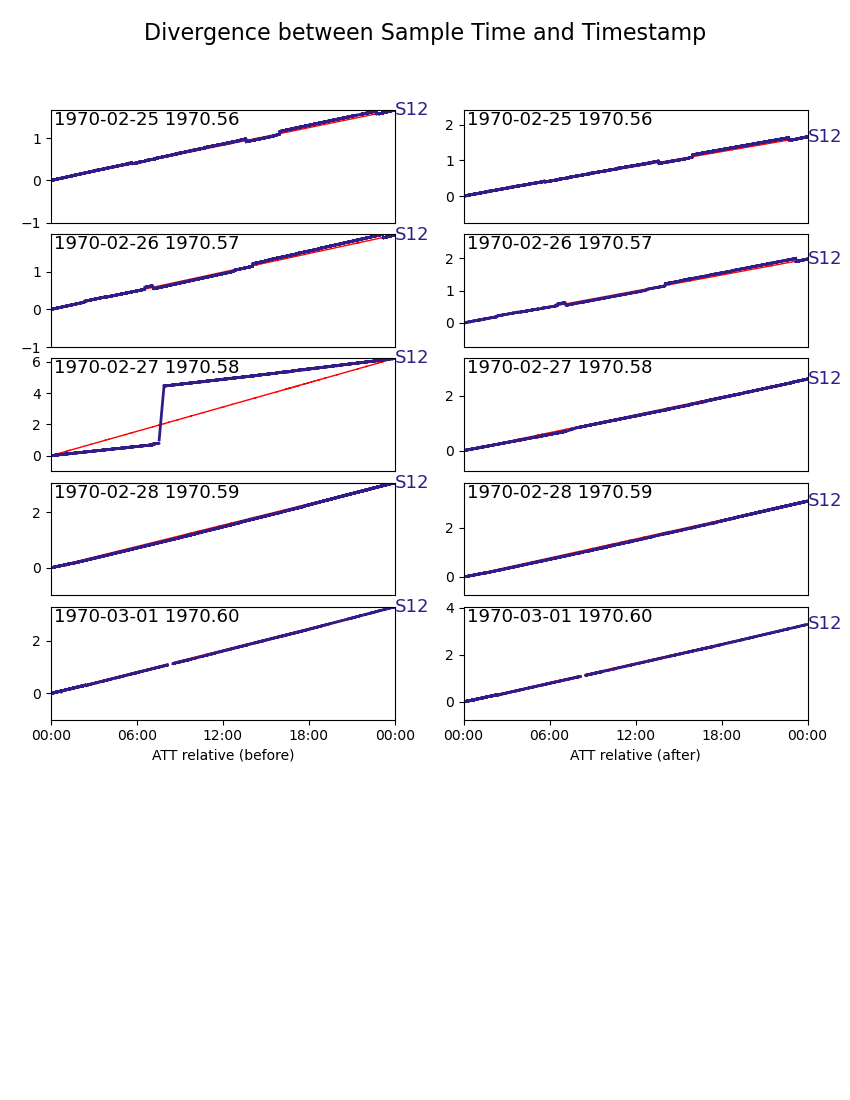 Divergence between Sample Time and Timestamp
1970-02-25 1970.56
S12
1
0
−1
1970-02-25 1970.56
S12
2
1
0
1970-02-26 1970.57
S12
1
0
−1
1970-02-26 1970.57
S12
2
1
0
1970-02-27 1970.58
S12
6
4
2
0
1970-02-27 1970.58
S12
2
0
1970-02-28 1970.59
S12
2
0
1970-02-28 1970.59
S12
2
0
1970-03-01 1970.60
S12
2
0
00:00 06:00 12:00 18:00 00:00
ATT relative (before)
1970-03-01 1970.60
S12
4
2
0
00:00 06:00 12:00 18:00 00:00
ATT relative (after)